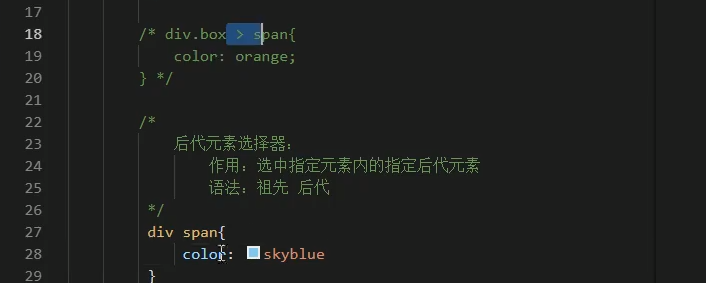 17
18 /* div.box > span{
19 color: orange;
20 } */
21
22 /*
23 后代元素选择器：
24 作用：选中指定元素内的指定后代元素
25 语法：祖先 后代
26 */
27 div span{
28 color: skyblue
29 }